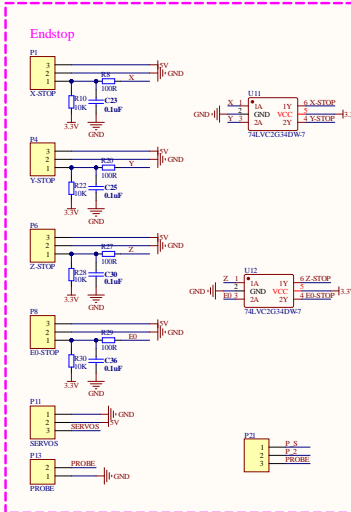 Endstop
P1
3
2
1
X-STOP
5V
GND
R8
100R
X
R10
10K
3.3V
C23
0.1uF
GND
P4
3
2
1
Y-STOP
5V
GND
R20
100R
Y
R22
10K
3.3V
C25
0.1uF
GND
P6
3
2
1
Z-STOP
5V
GND
R27
100R
Z
R28
10K
3.3V
C30
0.1uF
GND
P8
3
2
1
E0-STOP
5V
GND
R29
100R
E0
R30
10K
3.3V
C36
0.1uF
GND
P11
1
2
3
SERVOS
GND
5V
SERVOS
P13
2
1
PROBE
PROBE
GND
U11
X 1 1A 1Y 6 X-STOP
GND 2 GND VCC 5
Y 3 2A 2Y 4 Y-STOP
74LVC2G34DW-7
U12
Z 1 1A 1Y 6 Z-STOP
GND 2 GND VCC 5 3.3V
E0 3 2A 2Y 4 E0-STOP
74LVC2G34DW-7
P21
1 P_S
2 P_2
3 PROBE